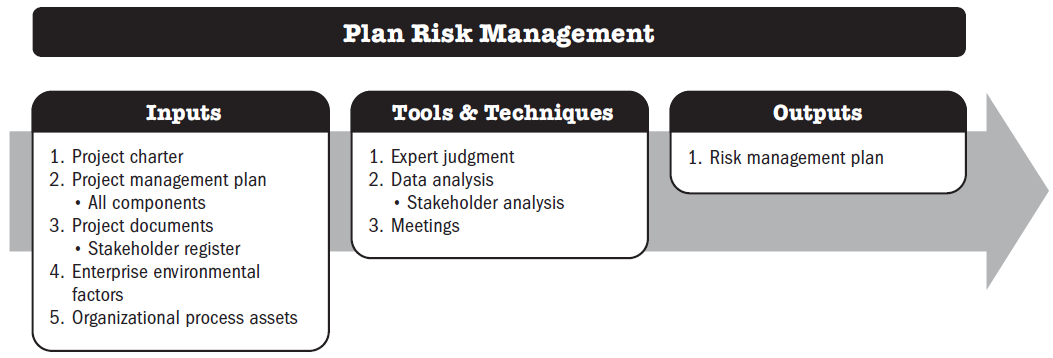 Plan Risk Management
Inputs
1. Project charter
2. Project management plan
• All components
3. Project documents
• Stakeholder register
4. Enterprise environmental
factors
5. Organizational process assets
Tools & Techniques
1. Expert judgment
2. Data analysis
• Stakeholder analysis
3. Meetings
Outputs
1. Risk management plan